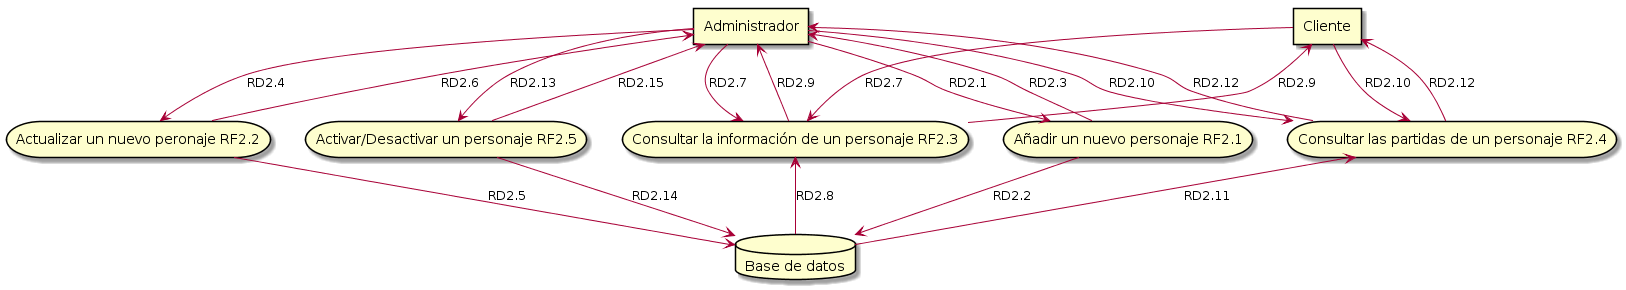 Administrador
Cliente
RD2.4
RD2.6
RD2.13
RD2.15
RD2.7
RD2.9
RD2.7
RD2.1
RD2.3
RD2.10
RD2.12
RD2.9
RD2.10
RD2.12
Actualizar un nuevo peronaje RF2.2
Activar/Desactivar un personaje RF2.5
Consultar la información de un personaje RF2.3
Añadir un nuevo personaje RF2.1
Consultar las partidas de un personaje RF2.4
RD2.5
RD2.14
RD2.8
RD2.2
RD2.11
Base de datos